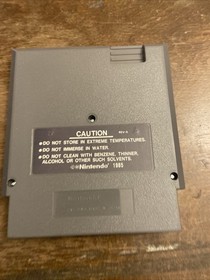 CAUTION
REV-A
●DO NOT STORE IN EXTREME TEMPERATURES.
●DO NOT IMMERSE IN WATER.
●DO NOT CLEAN WITH BENZENE, THINNER,
ALCOHOL OR OTHER SUCH SOLVENTS.
©Nintendo® 1985